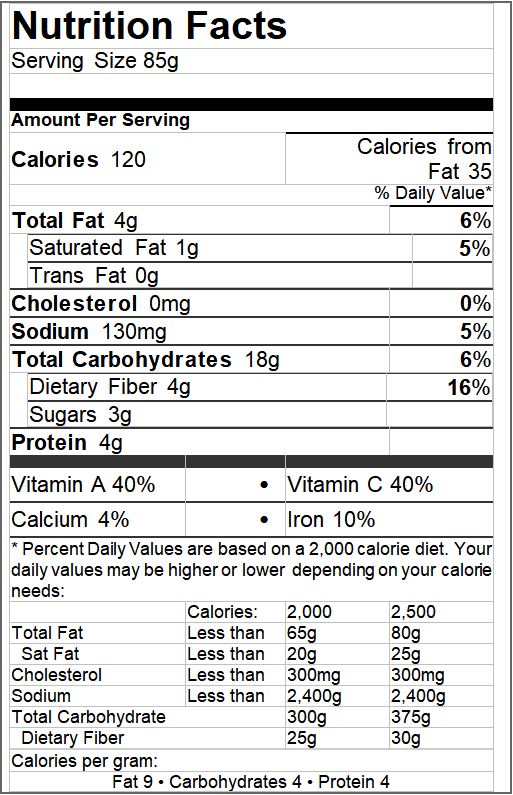 Nutrition Facts
Serving Size 85g
Amount Per Serving
Calories 120 Calories from
Fat 35
% Daily Value*
Total Fat 4g 6%
Saturated Fat 1g 5%
Trans Fat 0g
Cholesterol 0mg 0%
Sodium 130mg 5%
Total Carbohydrates 18g 6%
Dietary Fiber 4g 16%
Sugars 3g
Protein 4g
Vitamin A 40% • Vitamin C 40%
Calcium 4% • Iron 10%
* Percent Daily Values are based on a 2,000 calorie diet. Your
daily values may be higher or lower depending on your calorie
needs:
Calories: 2,000 2,500
Total Fat Less than 65g 80g
Sat Fat Less than 20g 25g
Cholesterol Less than 300mg 300mg
Sodium Less than 2,400g 2,400g
Total Carbohydrate 300g 375g
Dietary Fiber 25g 30g
Calories per gram:
Fat 9 • Carbohydrates 4 • Protein 4